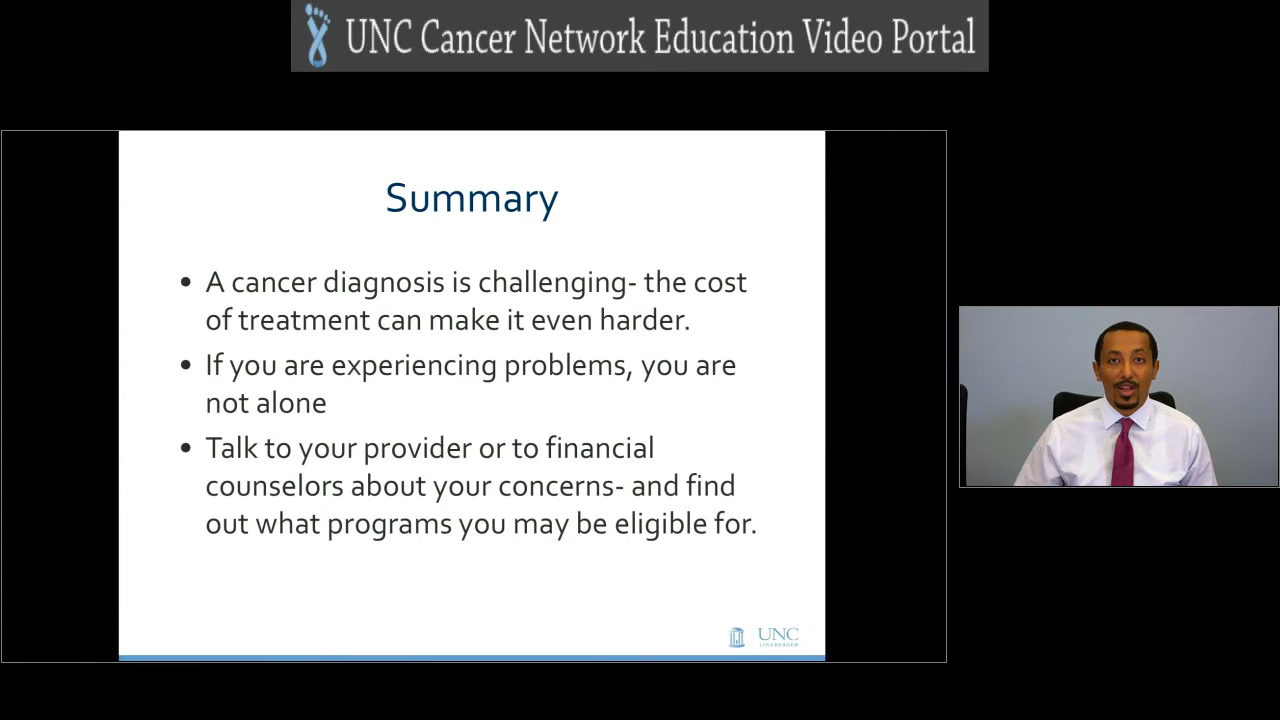 UNC Cancer Network Education Video Portal
Summary
• A cancer diagnosis is challenging- the cost
of treatment can make it even harder.
• If you are experiencing problems, you are
not alone
• Talk to your provider or to financial
counselors about your concerns- and find
out what programs you may be eligible for.
UNC
LINEBERGER